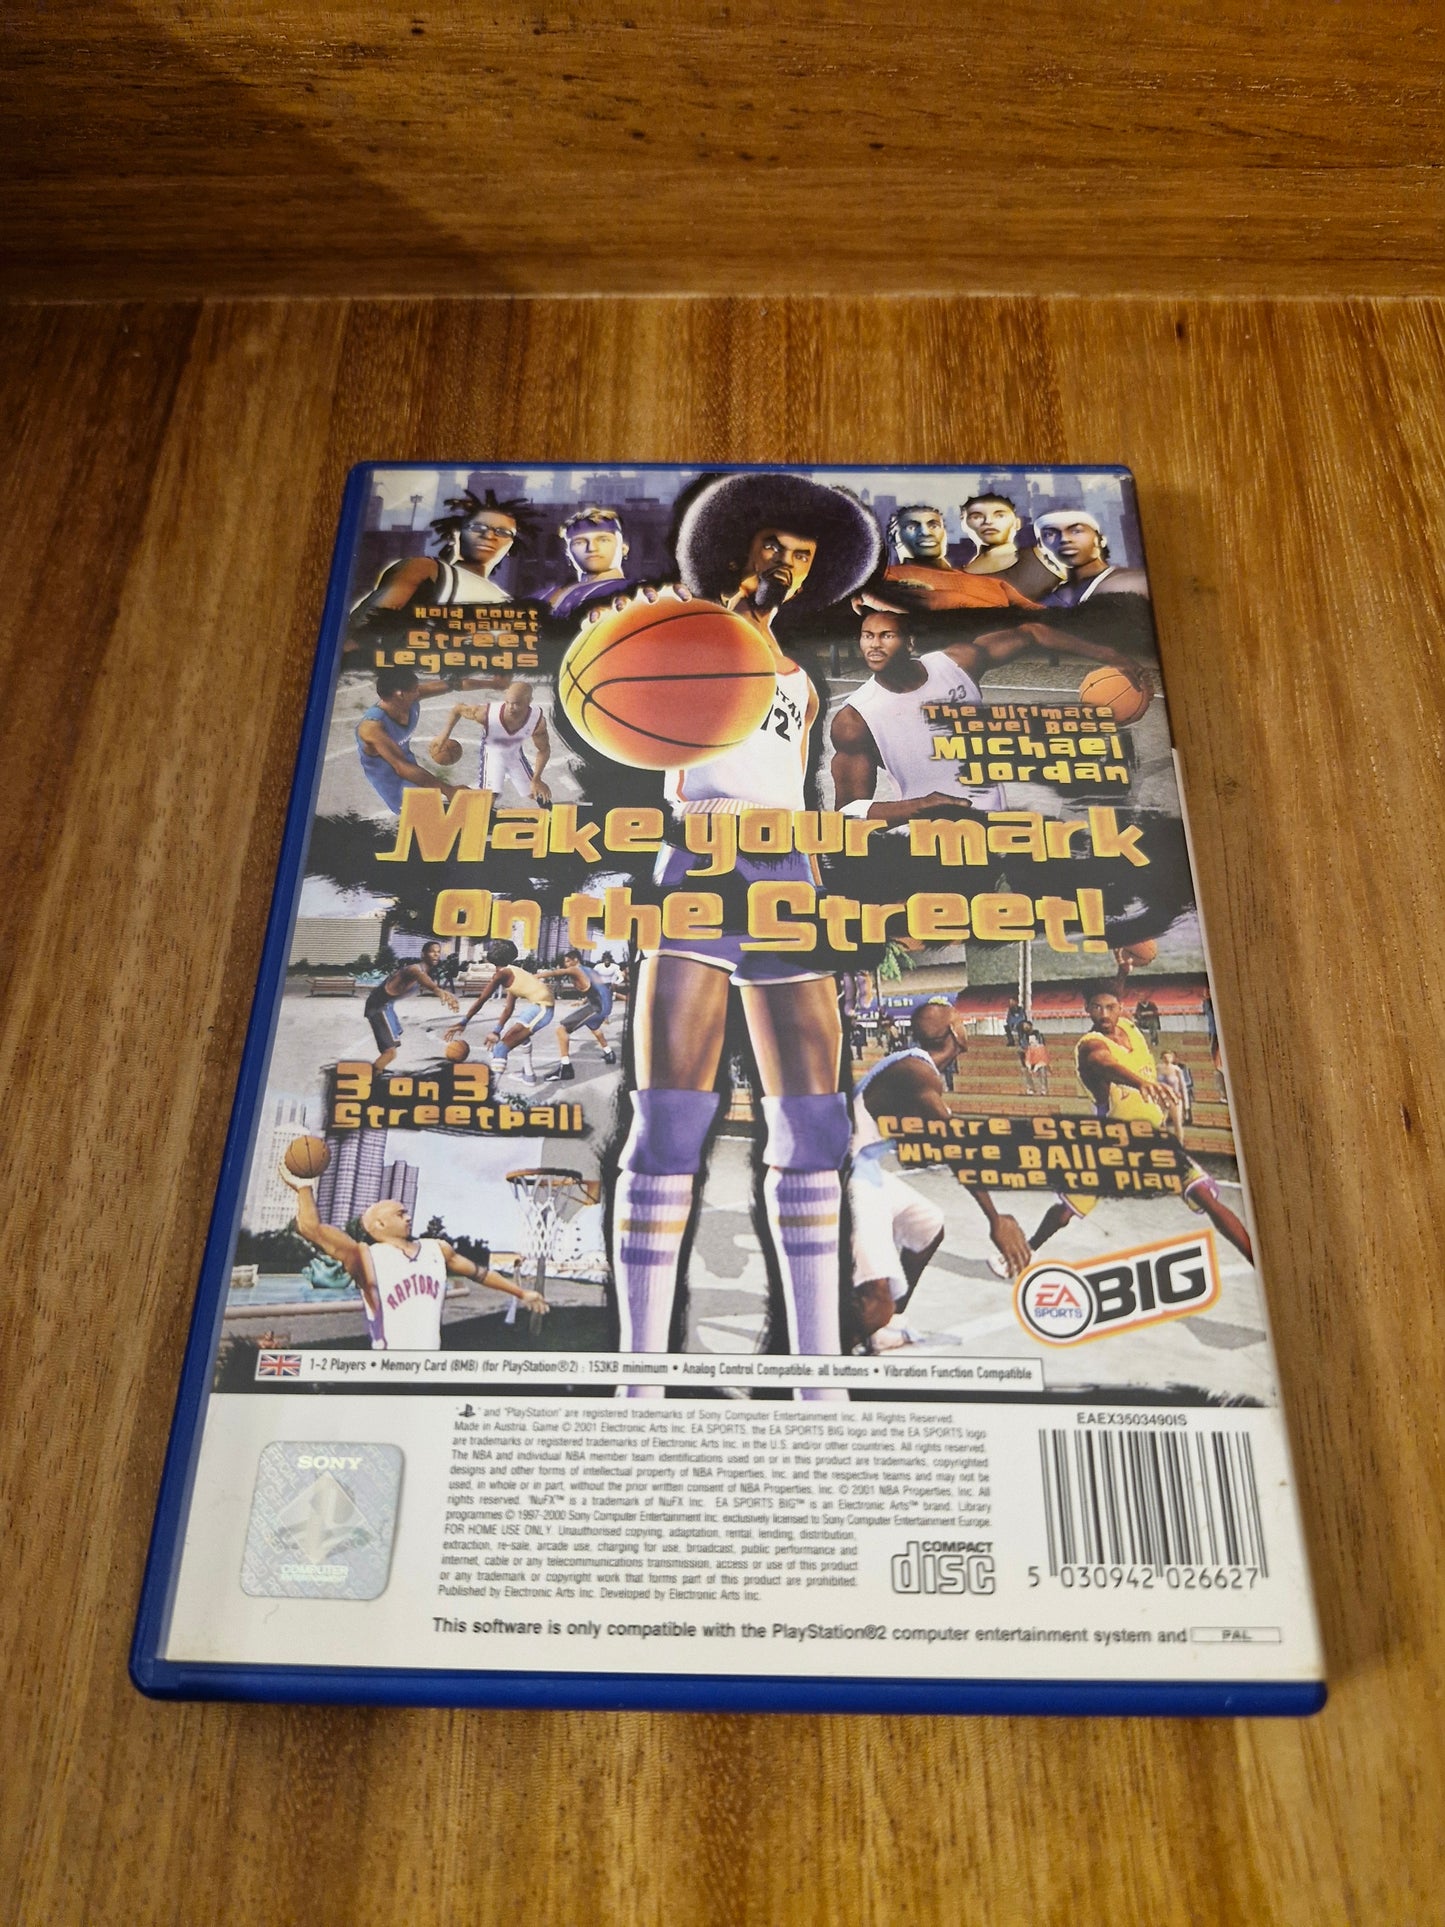 Hold Court
against
Street
Legends
23
The Ultimate
Level Boss
Michael
Jordan
12
Make your mark
on the Street!
Fish
3 on 3
Streetball
Centre Stage.
Where BAllers
come to play
RAPTORS
EA
SPORTS
BIG
1-2 Players • Memory Card (8MB) (for PlayStation®2) : 153KB minimum • Analog Control Compatible: all buttons • Vibration Function Compatible
" " and "PlayStation" are registered trademarks of Sony Computer Entertainment Inc. All Rights Reserved.
Made in Austria. Game © 2001 Electronic Arts Inc. EA SPORTS, the EA SPORTS BIG logo and the EA SPORTS logo
are trademarks or registered trademarks of Electronic Arts Inc. in the U.S. and/or other countries. All rights reserved.
The NBA and individual NBA member team identifications used on or in this product are trademarks, copyrighted
designs and other forms of intellectual property of NBA Properties, Inc. and the respective teams and may not be
used, in whole or in part, without the prior written consent of NBA Properties, Inc. © 2001 NBA Properties, Inc. All
rights reserved. "NuFX™ is a trademark of NuFX Inc. EA SPORTS BIG™ is an Electronic Arts™ brand. Library
programmes © 1997-2000 Sony Computer Entertainment Inc. exclusively licensed to Sony Computer Entertainment Europe.
FOR HOME USE ONLY. Unauthorised copying, adaptation, rental, lending, distribution,
extraction, re-sale, arcade use, charging for use, broadcast, public performance and
internet, cable or any telecommunications transmission, access or use of this product
or any trademark or copyright work that forms part of this product are prohibited.
Published by Electronic Arts Inc. Developed by Electronic Arts Inc.
SONY
COMPUTER
COMPACT
disc
EAEX3503490IS
5 030942 026627
This software is only compatible with the PlayStation®2 computer entertainment system and PAL